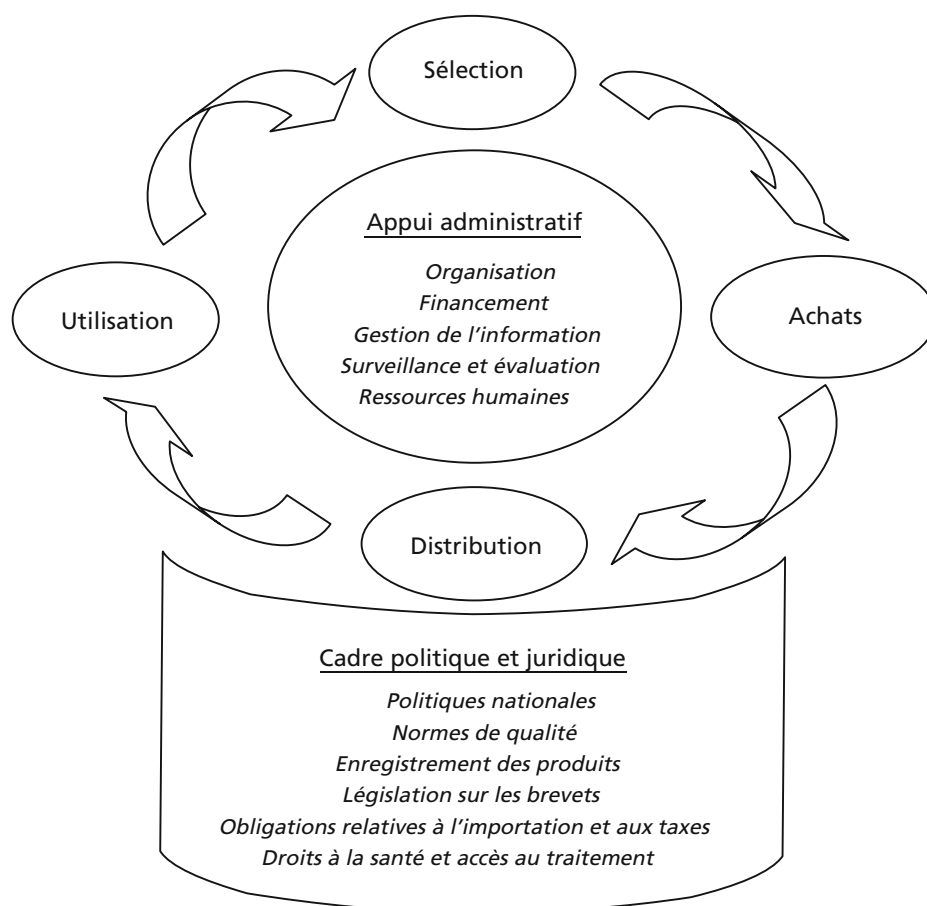 Sélection
Appui administratif
Organisation
Financement
Gestion de l’information
Surveillance et évaluation
Ressources humaines
Utilisation
Achats
Distribution
Cadre politique et juridique
Politiques nationales
Normes de qualité
Enregistrement des produits
Législation sur les brevets
Obligations relatives à l’importation et aux taxes
Droits à la santé et accès au traitement